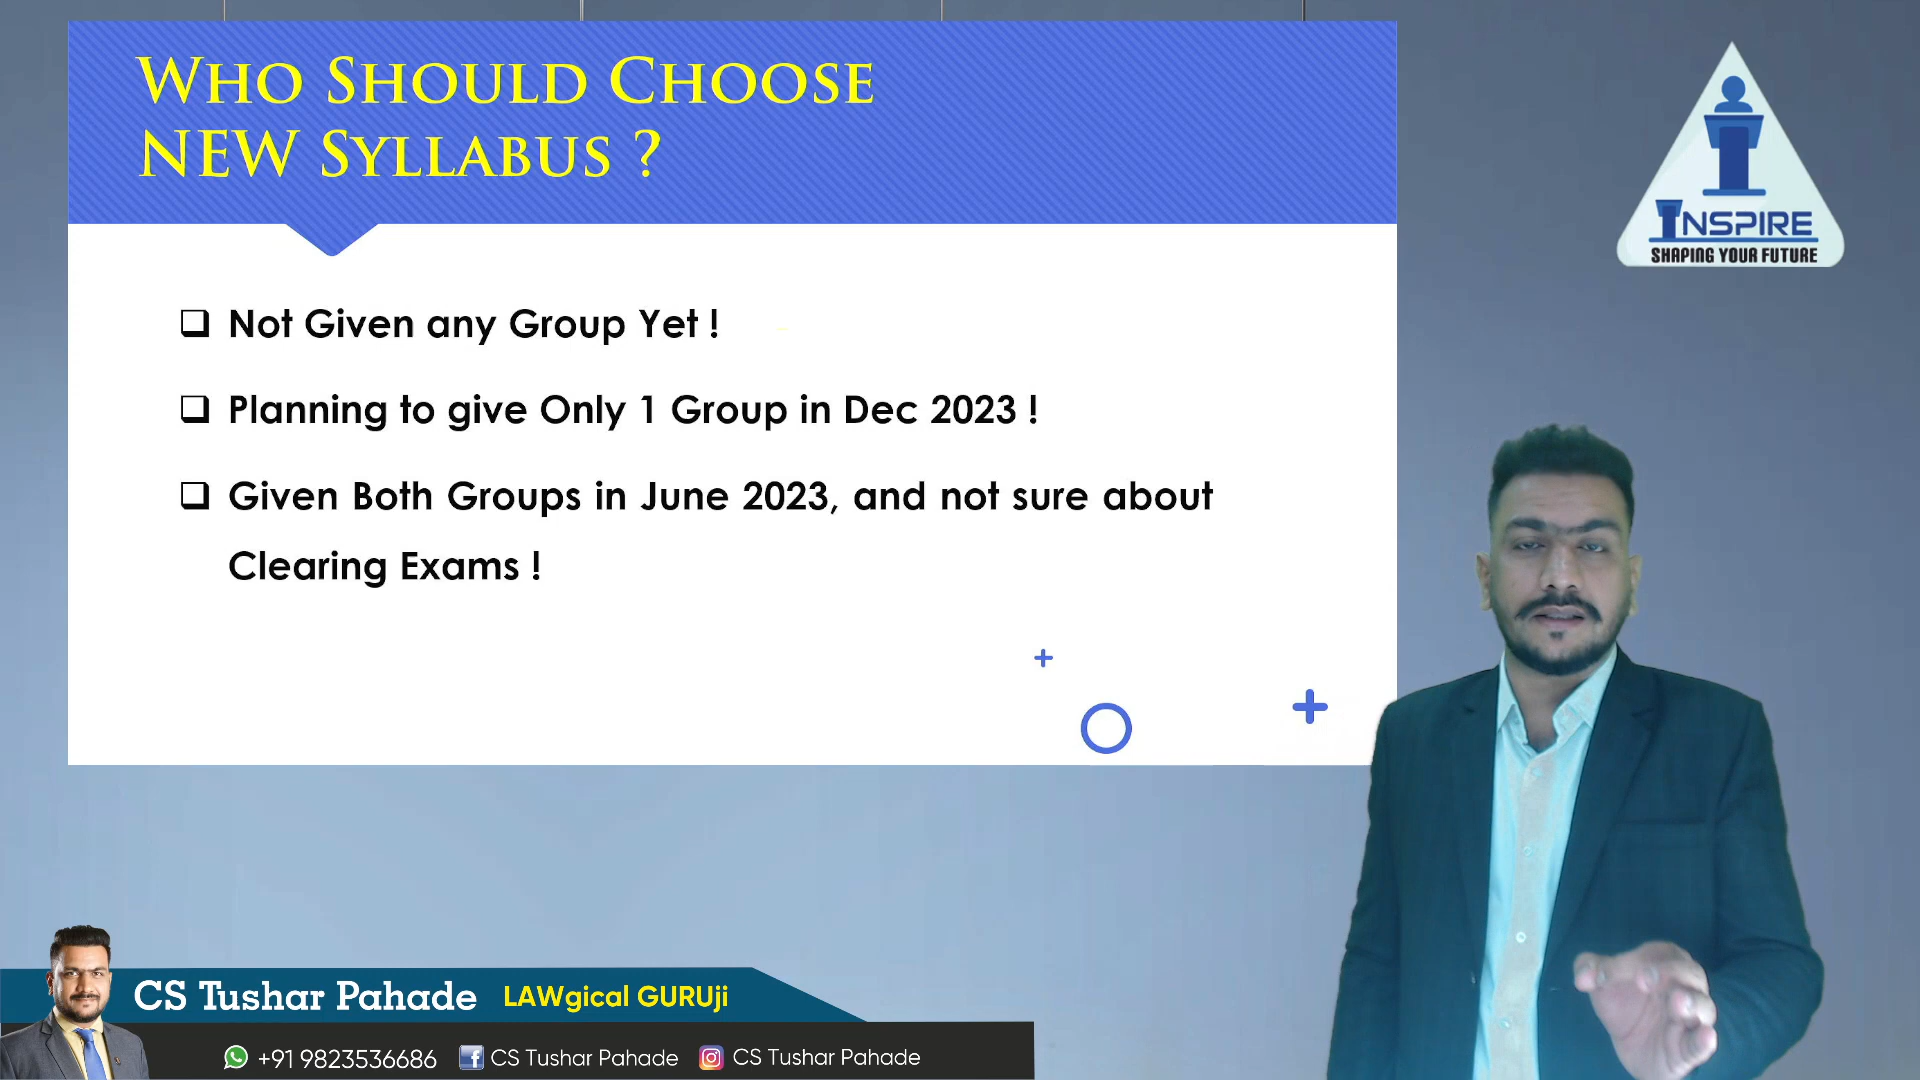 WHO SHOULD CHOOSE
NEW SYLLABUS ?
❑ Not Given any Group Yet !
❑ Planning to give Only 1 Group in Dec 2023 !
❑ Given Both Groups in June 2023, and not sure about
Clearing Exams !
INSPIRE
SHAPING YOUR FUTURE
CS Tushar Pahade LAWgical GURUji
+91 9823536686 CS Tushar Pahade CS Tushar Pahade